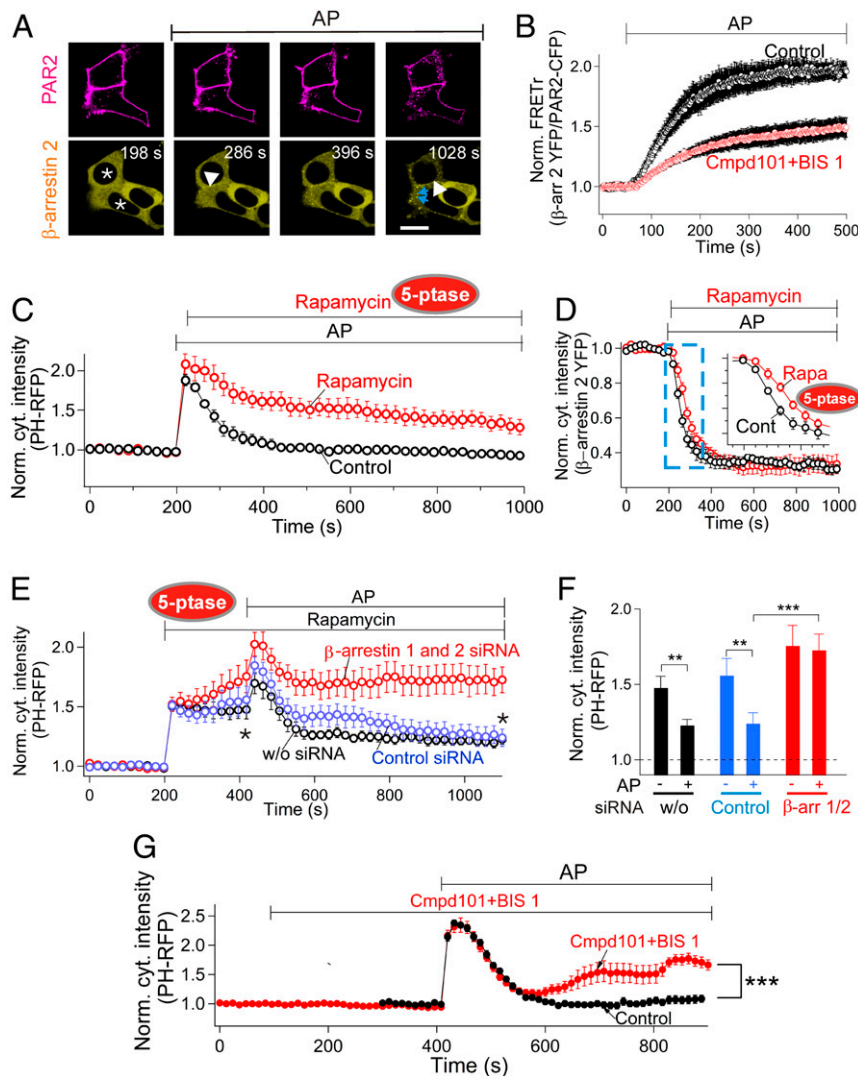 A
AP
PAR2
β-arrestin 2
198 s
286 s
396 s
1028 s
*
*
B
AP
Norm. FRETr
(β-arr 2 YFP/PAR2-CFP)
2.0
1.5
1.0
Control
Cmpd101+BIS 1
0 100 200 300 400 500
Time (s)
C
Rapamycin 5-ptase
AP
Norm. cyt. intensity
(PH-RFP)
2.0
1.5
1.0
Rapamycin
Control
0 200 400 600 800 1000
Time (s)
D
Rapamycin
AP
Norm. cyt. intensity
(β–arrestin 2 YFP)
1.0
0.8
0.6
0.4
Rapa
5-ptase
Cont
0 200 400 600 800 1000
Time (s)
E
5-ptase
AP
Rapamycin
Norm. cyt. intensity
(PH-RFP)
2.0
1.5
1.0
β-arrestin 1 and 2 siRNA
*
*
w/o siRNA
Control siRNA
0 200 400 600 800 1000
Time (s)
F
Norm. cyt. intensity
(PH-RFP)
2.0
1.5
1.0
**
**
***
AP - + - + - +
siRNA w/o Control β-arr 1/2
G
AP
Cmpd101+BIS 1
Norm. cyt. intensity
(PH-RFP)
2.5
2.0
1.5
1.0
Cmpd101+BIS 1
***
Control
0 200 400 600 800
Time (s)